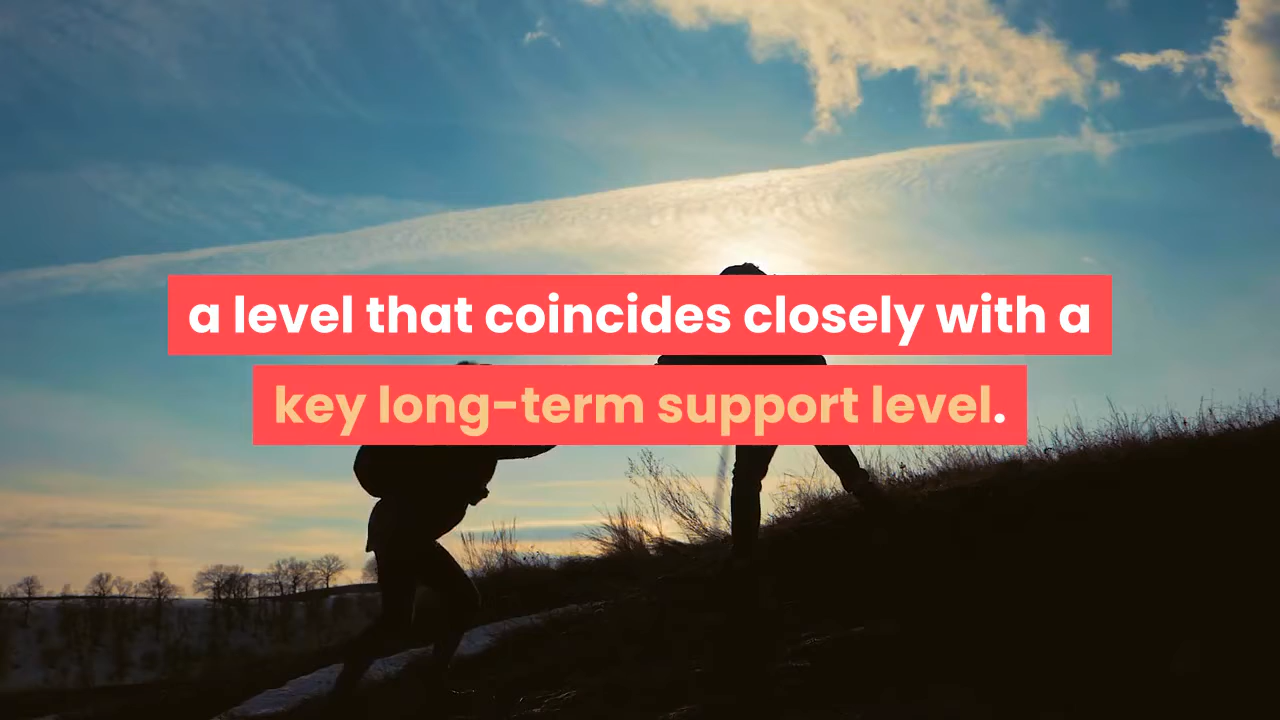 a level that coincides closely with a
key long-term support level.